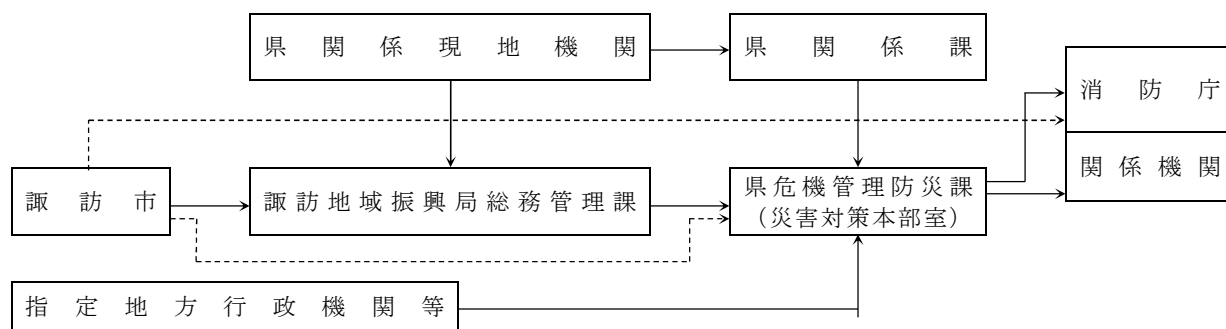 県関係現地機関
県関係課
消防庁
関係機関
諏訪市
諏訪地域振興局総務管理課
県危機管理防災課
（災害対策本部室）
指定地方行政機関等